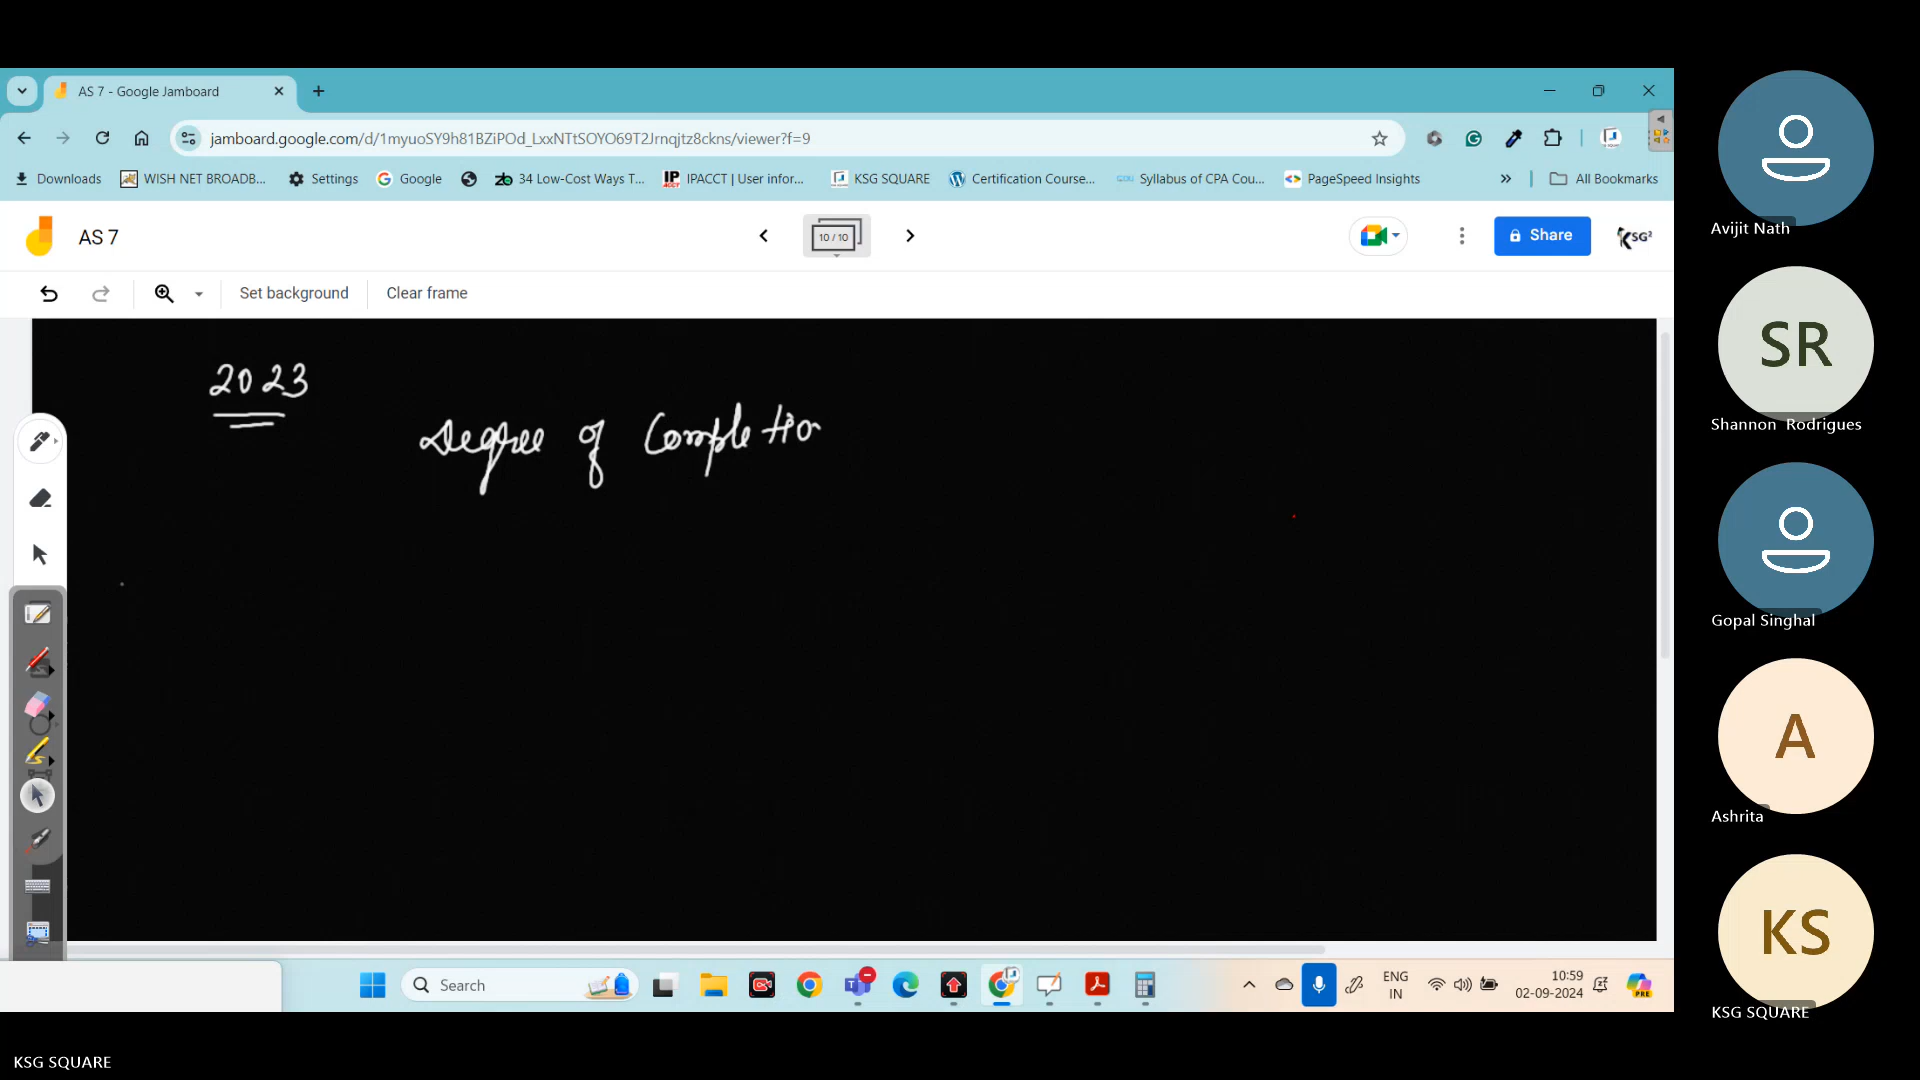 AS 7 - Google Jamboard
jamboard.google.com/d/1myuoSY9h81BZiPOd_LxxNTtSOYO69T2Jrnqjtz8ckns/viewer?f=9
Downloads WISH NET BROADB... Settings Google 34 Low-Cost Ways T... IPACCT | User infor... KSG SQUARE Certification Course... Syllabus of CPA Cou... PageSpeed Insights » All Bookmarks
AS 7 10 / 10 Share KSG²
Set background Clear frame
2023
Degree of Completio
Search
ENG
IN
10:59
02-09-2024
Avijit Nath
SR
Shannon Rodrigues
Gopal Singhal
A
Ashrita
KS
KSG SQUARE
KSG SQUARE